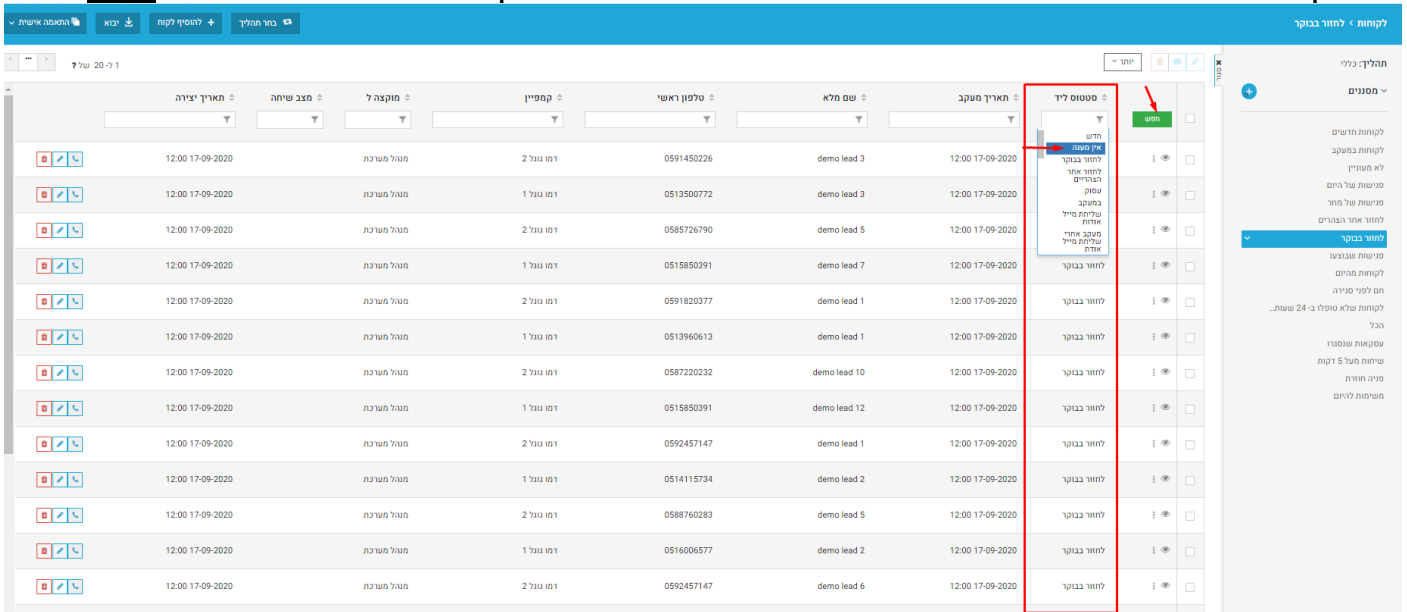 לקוחות > לחזור בבוקר
בחר תהליך
+ להוסיף לקוח
יבוא
התאמה אישית
תהליך: כללי
מסננים
לקוחות חדשים
לקוחות במעקב
לא מעוניין
פגישות של היום
פגישות של מחר
לחזור אחר הצהרים
לחזור בבוקר
פגישות שבוצעו
לקוחות מהיום
חם לפני סגירה
לקוחות שלא טופלו ב- 24 שעות...
הכל
עסקאות שנסגרו
שיחות מעל 5 דקות
פניה חוזרת
משימות להיום
סגור
יותר
1 ל- 20 של ?
סטטוס ליד תאריך מעקב שם מלא טלפון ראשי קמפיין מוקצה ל מצב שיחה תאריך יצירה
חפש
חדש
אין מענה
לחזור בבוקר
לחזור אחר
הצהריים
עסוק
במעקב
שליחת מייל
אודות
מעקב אחרי
שליחת מייל
אודת
12:00 17-09-2020 demo lead 3 0591450226 דמו גוגל 2 מנהל מערכת 12:00 17-09-2020
12:00 17-09-2020 demo lead 3 0513500772 דמו גוגל 1 מנהל מערכת 12:00 17-09-2020
12:00 17-09-2020 demo lead 5 0585726790 דמו גוגל 2 מנהל מערכת 12:00 17-09-2020
לחזור בבוקר 12:00 17-09-2020 demo lead 7 0515850391 דמו גוגל 1 מנהל מערכת 12:00 17-09-2020
לחזור בבוקר 12:00 17-09-2020 demo lead 1 0591820377 דמו גוגל 2 מנהל מערכת 12:00 17-09-2020
לחזור בבוקר 12:00 17-09-2020 demo lead 1 0513960613 דמו גוגל 1 מנהל מערכת 12:00 17-09-2020
לחזור בבוקר 12:00 17-09-2020 demo lead 10 0587220232 דמו גוגל 2 מנהל מערכת 12:00 17-09-2020
לחזור בבוקר 12:00 17-09-2020 demo lead 12 0515850391 דמו גוגל 1 מנהל מערכת 12:00 17-09-2020
לחזור בבוקר 12:00 17-09-2020 demo lead 1 0592457147 דמו גוגל 2 מנהל מערכת 12:00 17-09-2020
לחזור בבוקר 12:00 17-09-2020 demo lead 2 0514115734 דמו גוגל 1 מנהל מערכת 12:00 17-09-2020
לחזור בבוקר 12:00 17-09-2020 demo lead 5 0588760283 דמו גוגל 2 מנהל מערכת 12:00 17-09-2020
לחזור בבוקר 12:00 17-09-2020 demo lead 2 0516006577 דמו גוגל 1 מנהל מערכת 12:00 17-09-2020
לחזור בבוקר 12:00 17-09-2020 demo lead 6 0592457147 דמו גוגל 2 מנהל מערכת 12:00 17-09-2020